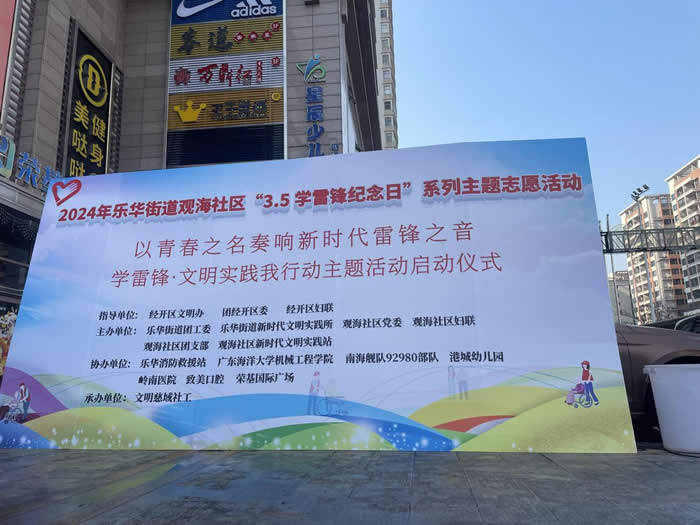 NIKE
adidas
D
美哒哒
健身
星辰少儿
2024年乐华街道观海社区“3.5 学雷锋纪念日”系列主题志愿活动
以青春之名奏响新时代雷锋之音
学雷锋·文明实践我行动主题活动启动仪式
指导单位： 经开区文明办 团经开区委 经开区妇联
主办单位： 乐华街道团工委 乐华街道新时代文明实践所 观海社区党委 观海社区妇联
观海社区团支部 观海社区新时代文明实践站
协办单位： 乐华消防救援站 广东海洋大学机械工程学院 南海舰队92980部队 港城幼儿园
岭南医院 致美口腔 荣基国际广场
承办单位： 文明慈域社工